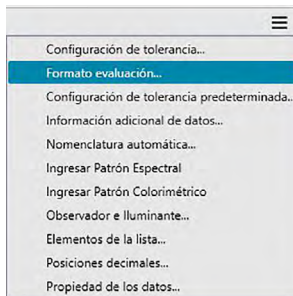 Configuración de tolerancia...
Formato evaluación...
Configuración de tolerancia predeterminada..
Información adicional de datos...
Nomenclatura automática...
Ingresar Patrón Espectral
Ingresar Patrón Colorimétrico
Observador e Iluminante...
Elementos de la lista...
Posiciones decimales...
Propiedad de los datos...